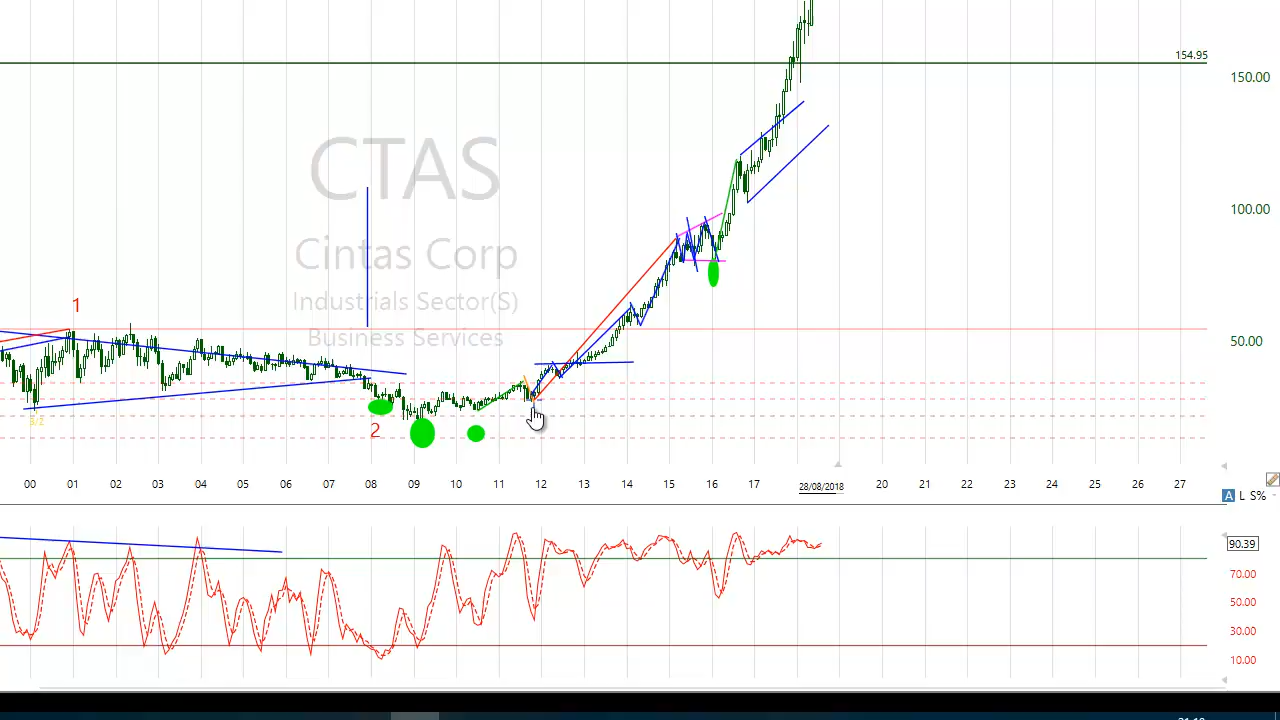 154.95
150.00
CTAS
100.00
Cintas Corp
Industrials Sector(S)
1
Business Services
50.00
2
00 01 02 03 04 05 06 07 08 09 10 11 12 13 14 15 16 17 28/08/2018 20 21 22 23 24 25 26 27
A L S%
90.39
70.00
50.00
30.00
10.00